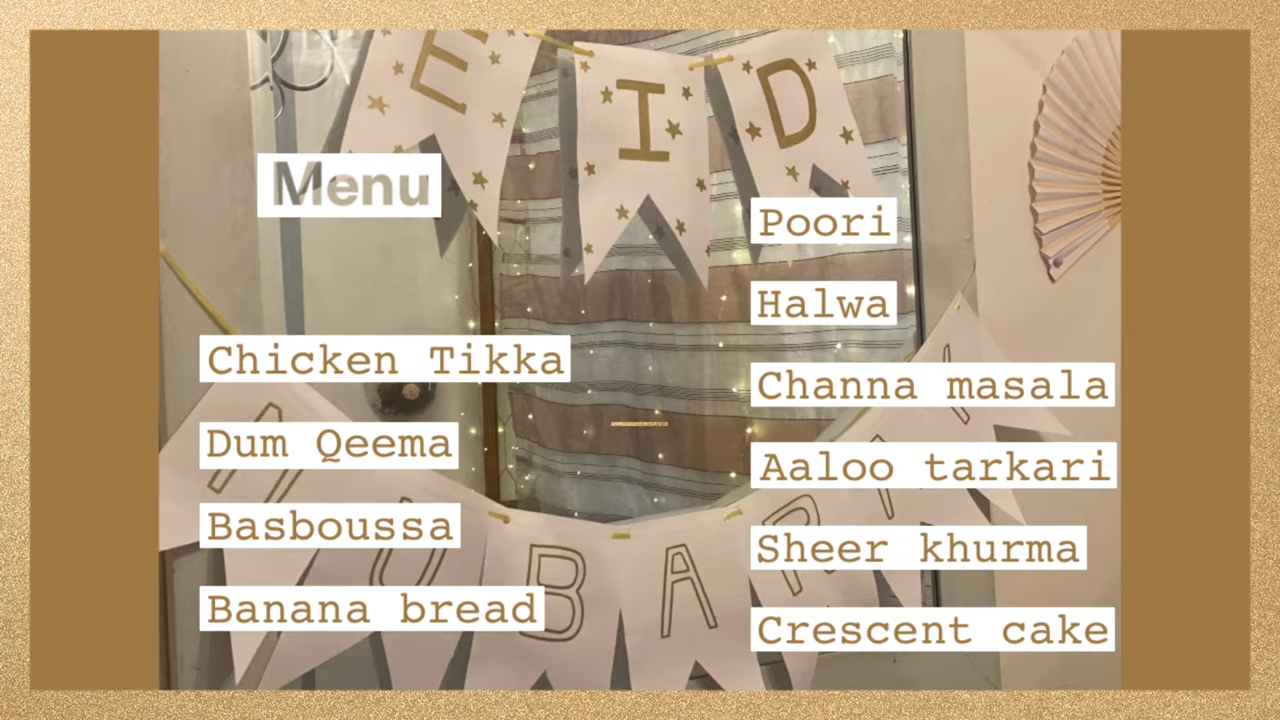 EID
Menu
Chicken Tikka
Dum Qeema
Basboussa
Banana bread
Poori
Halwa
Channa masala
Aaloo tarkari
Sheer khurma
Crescent cake